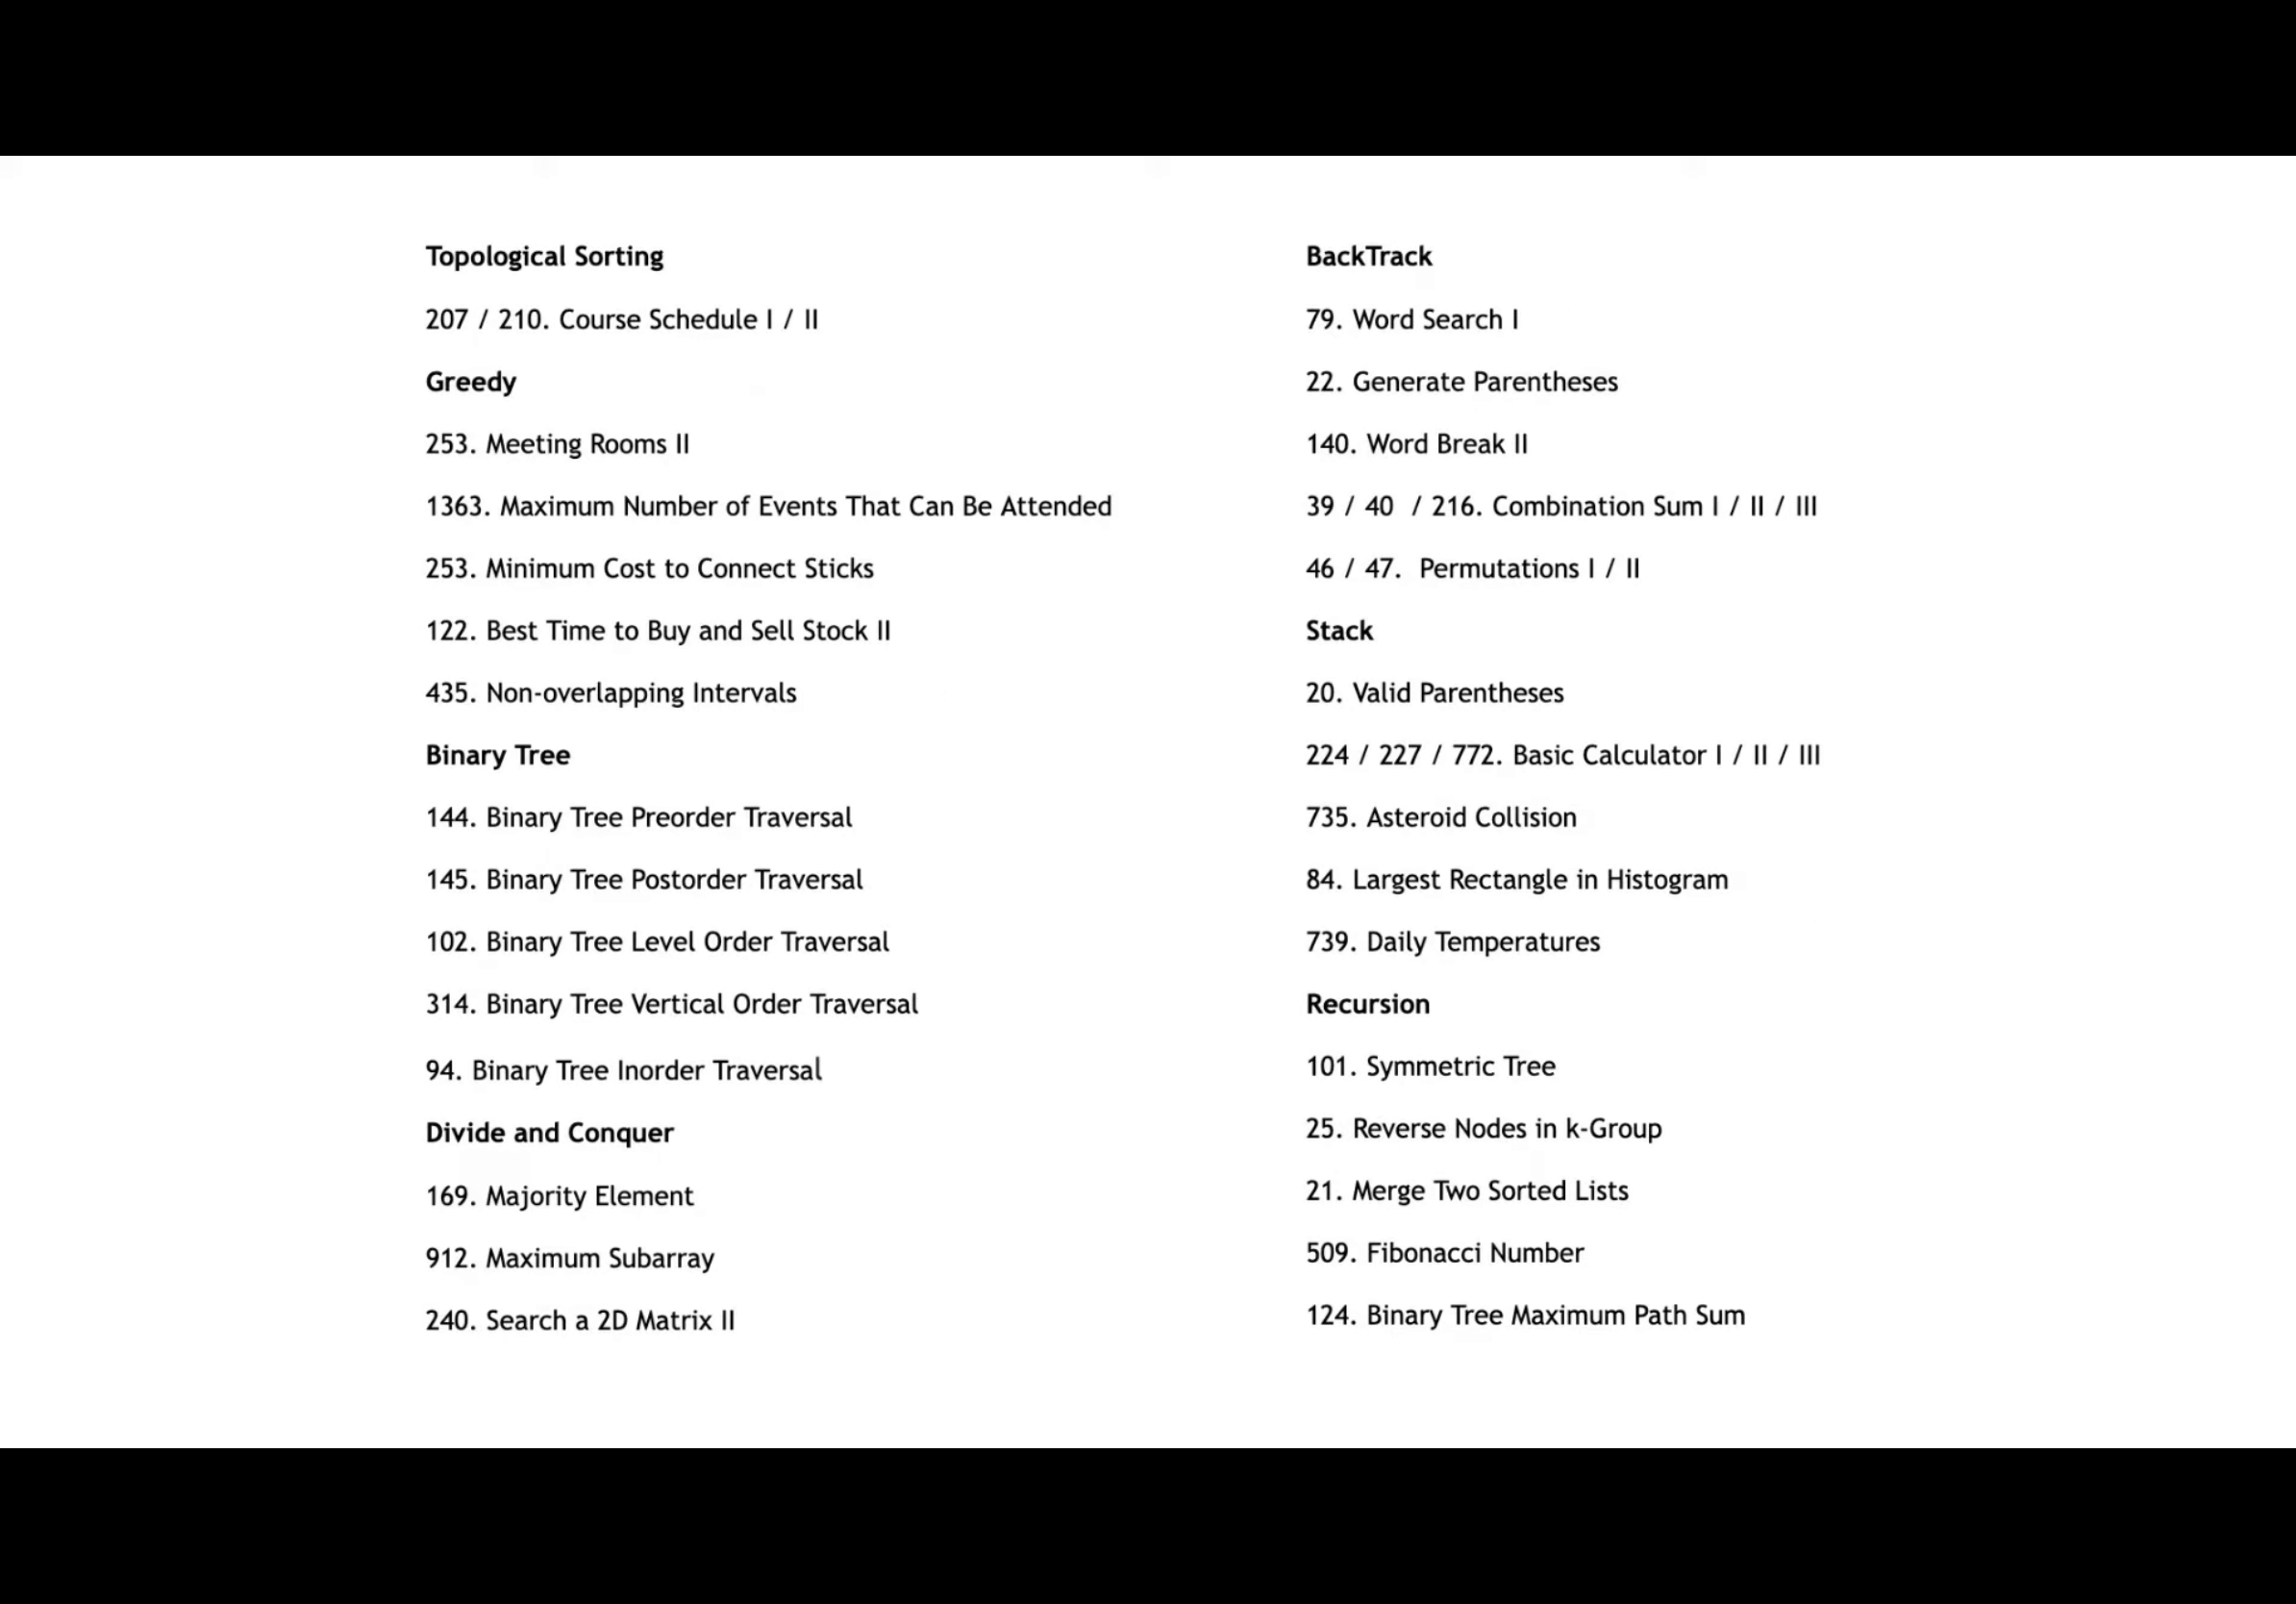 Topological Sorting
207 / 210. Course Schedule I / II
Greedy
253. Meeting Rooms II
1363. Maximum Number of Events That Can Be Attended
253. Minimum Cost to Connect Sticks
122. Best Time to Buy and Sell Stock II
435. Non-overlapping Intervals
Binary Tree
144. Binary Tree Preorder Traversal
145. Binary Tree Postorder Traversal
102. Binary Tree Level Order Traversal
314. Binary Tree Vertical Order Traversal
94. Binary Tree Inorder Traversal
Divide and Conquer
169. Majority Element
912. Maximum Subarray
240. Search a 2D Matrix II
BackTrack
79. Word Search I
22. Generate Parentheses
140. Word Break II
39 / 40  / 216. Combination Sum I / II / III
46 / 47.  Permutations I / II
Stack
20. Valid Parentheses
224 / 227 / 772. Basic Calculator I / II / III
735. Asteroid Collision
84. Largest Rectangle in Histogram
739. Daily Temperatures
Recursion
101. Symmetric Tree
25. Reverse Nodes in k-Group
21. Merge Two Sorted Lists
509. Fibonacci Number
124. Binary Tree Maximum Path Sum